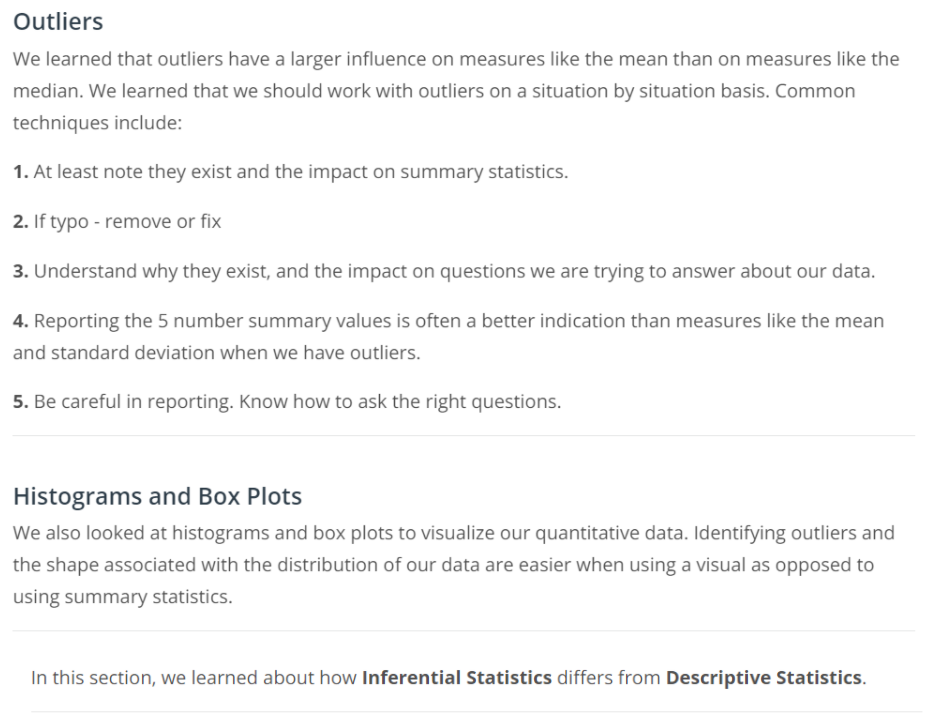 Outliers
We learned that outliers have a larger influence on measures like the mean than on measures like the
median. We learned that we should work with outliers on a situation by situation basis. Common
techniques include:
1. At least note they exist and the impact on summary statistics.
2. If typo - remove or fix
3. Understand why they exist, and the impact on questions we are trying to answer about our data.
4. Reporting the 5 number summary values is often a better indication than measures like the mean
and standard deviation when we have outliers.
5. Be careful in reporting. Know how to ask the right questions.
Histograms and Box Plots
We also looked at histograms and box plots to visualize our quantitative data. Identifying outliers and
the shape associated with the distribution of our data are easier when using a visual as opposed to
using summary statistics.
In this section, we learned about how Inferential Statistics differs from Descriptive Statistics.